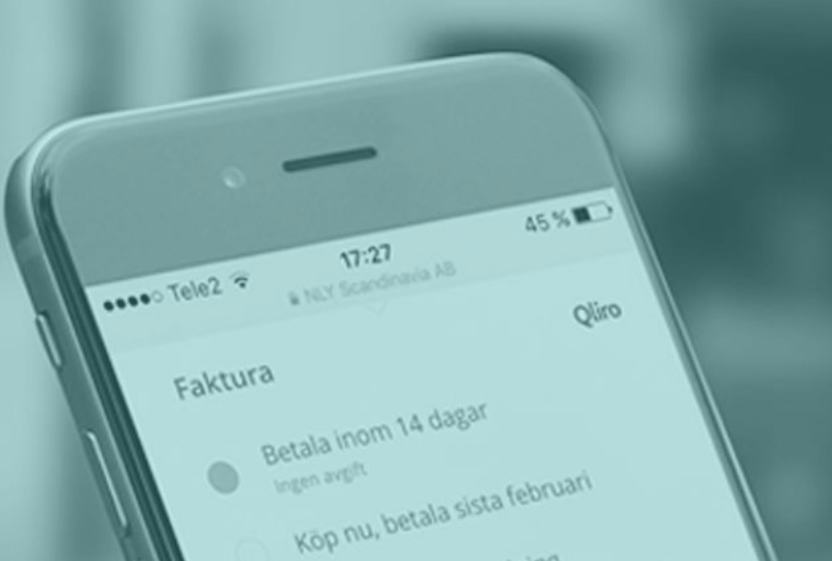 Tele2 17:27 45 %
NLY Scandinavia AB
Qliro
Faktura
Betala inom 14 dagar
Ingen avgift
Köp nu, betala sista februari